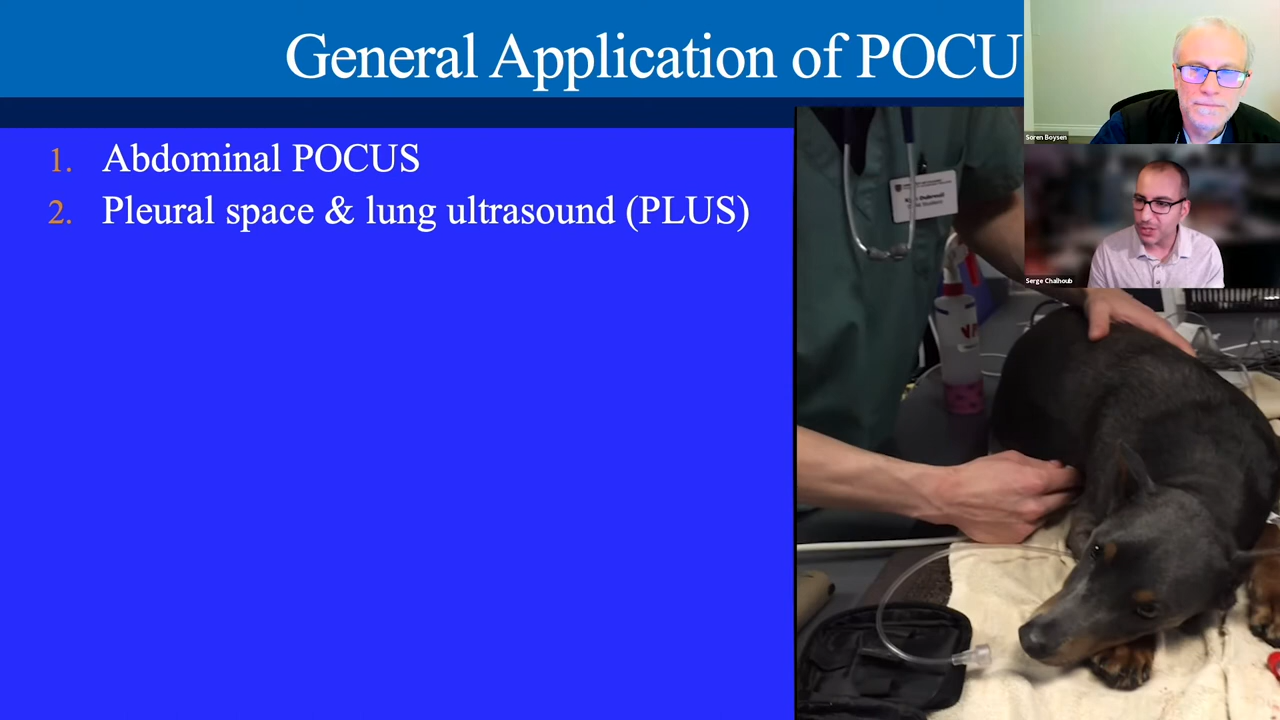 General Application of POCU
Soren Boysen
1. Abdominal POCUS
2. Pleural space & lung ultrasound (PLUS)
Serge Chalhoub